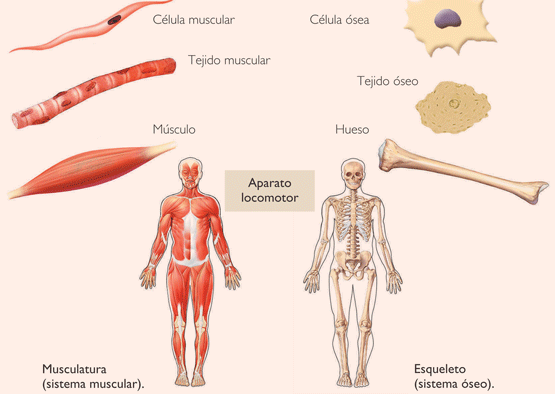 Célula muscular
Célula ósea
Tejido muscular
Tejido óseo
Músculo
Hueso
Aparato
locomotor
Musculatura
(sistema muscular).
Esqueleto
(sistema óseo).